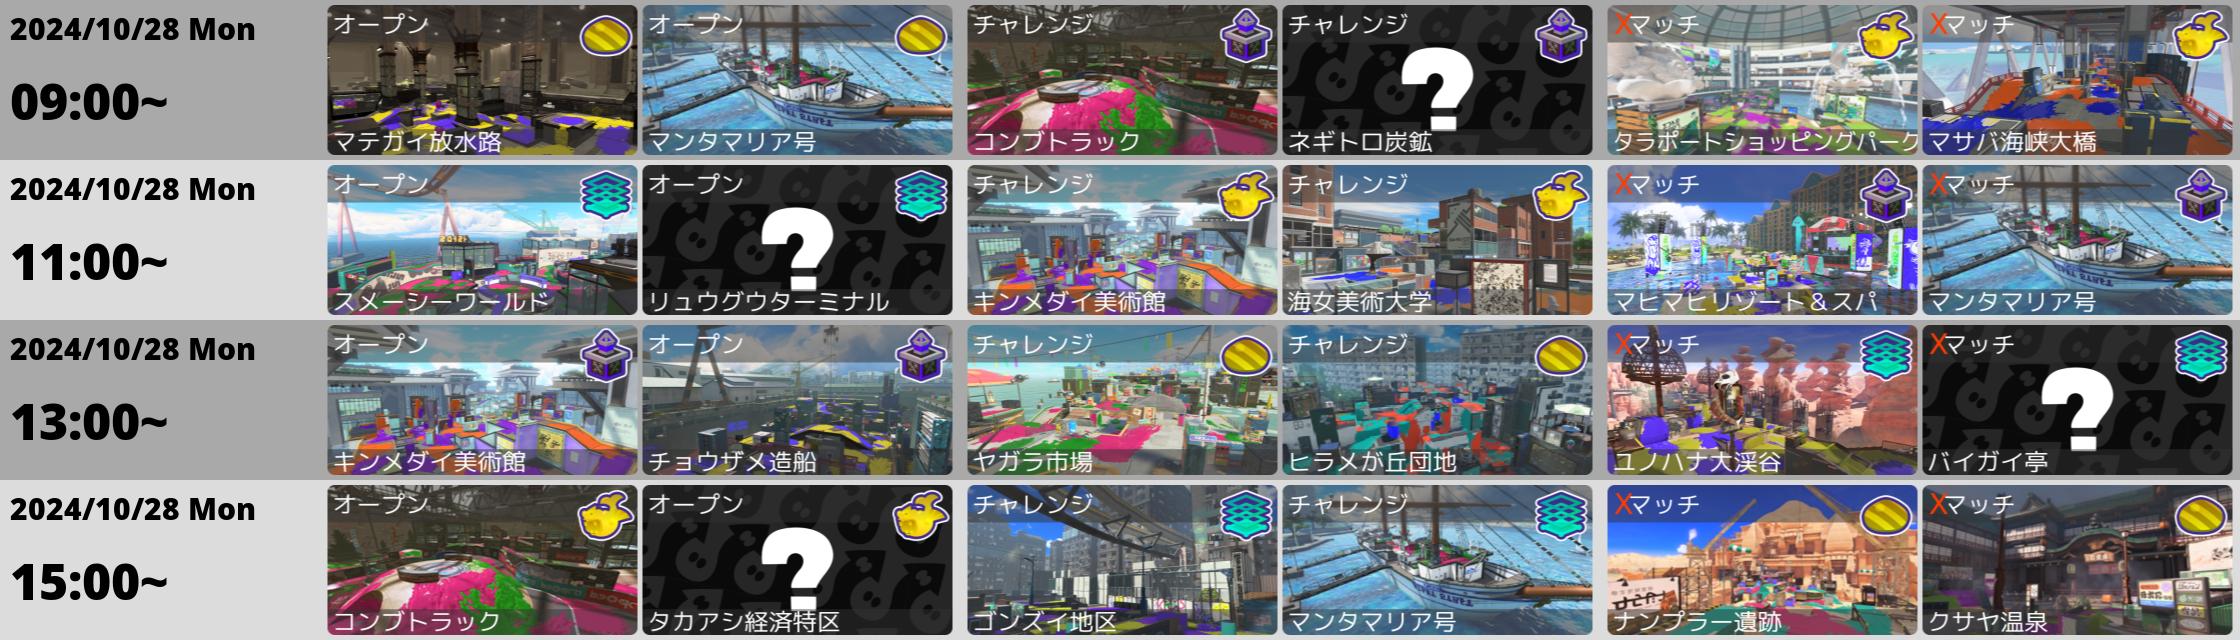 2024/10/28 Mon
09:00~
オープン
マテガイ放水路
オープン
マンタマリア号
チャレンジ
コンブトラック
チャレンジ
?
ネギトロ炭鉱
Xマッチ
タラポートショッピングパーク
Xマッチ
マサバ海峡大橋
2024/10/28 Mon
11:00~
オープン
スメーシーワールド
オープン
?
リュウグウターミナル
チャレンジ
キンメダイ美術館
チャレンジ
海女美術大学
Xマッチ
マヒマヒリゾート&スパ
Xマッチ
マンタマリア号
2024/10/28 Mon
13:00~
オープン
キンメダイ美術館
オープン
チョウザメ造船
チャレンジ
ヤガラ市場
チャレンジ
ヒラメが丘団地
Xマッチ
ユノハナ大渓谷
Xマッチ
?
バイガイ亭
2024/10/28 Mon
15:00~
オープン
コンブトラック
オープン
?
タカアシ経済特区
チャレンジ
ゴンズイ地区
チャレンジ
マンタマリア号
Xマッチ
ナンプラー遺跡
Xマッチ
クサヤ温泉